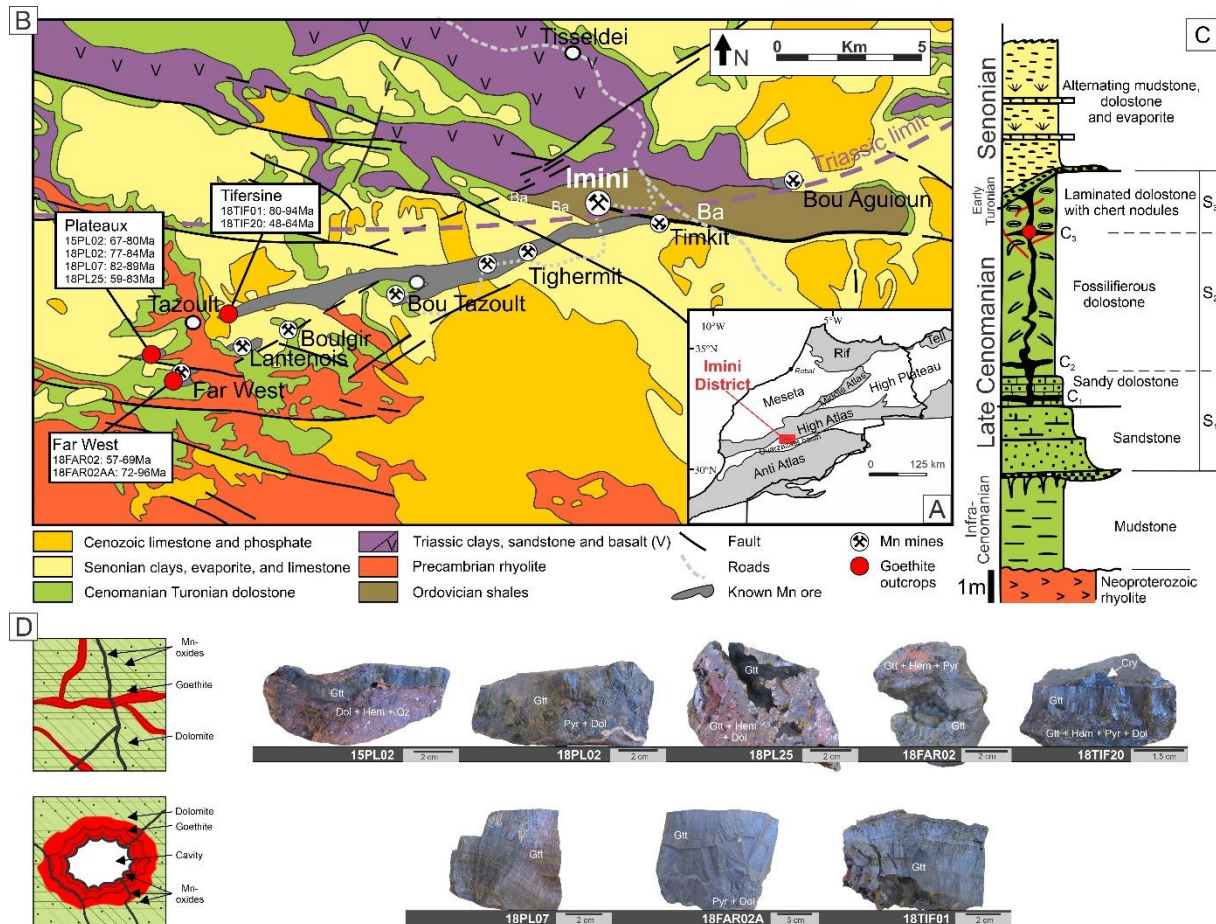 B
Tisseldei
N
0 Km 5
Triassic limit
Imini
Ba
Ba
Ba
Bou Aguioun
Timkit
Tighermit
Bou Tazoult
Boulgir
Lantenois
Tazoult
Far West
Tifersine
18TIF01: 80-94Ma
18TIF20: 48-64Ma
Plateaux
15PL02: 67-80Ma
18PL02: 77-84Ma
18PL07: 82-89Ma
18PL25: 59-83Ma
Far West
18FAR02: 57-69Ma
18FAR02AA: 72-96Ma
10°W
5°W
35°N
30°N
Tell
Rif
Rabat
Meseta
Middle Atlas
High Plateau
Imini
District
High Atlas
Anti Atlas
0 125 km
A
Cenozoic limestone and phosphate
Senonian clays, evaporite, and limestone
Cenomanian Turonian dolostone
Triassic clays, sandstone and basalt (V)
Precambrian rhyolite
Ordovician shales
Fault
Roads
Known Mn ore
Mn mines
Goethite
outcrops
C
Senonian
Early
Turonian
Late Cenomanian
Infra-
Cenomanian
Alternating mudstone,
dolostone
and evaporite
Laminated dolostone
with chert nodules
Fossilifierous
dolostone
Sandy dolostone
Sandstone
Mudstone
Neoproterozoic
rhyolite
S3
C3
S2
C2
C1
S1
1m
D
Mn-
oxides
Goethite
Dolomite
Gtt
Dol + Hem + Qz
15PL02 2 cm
Gtt
Pyr + Dol
18PL02 2 cm
Gtt
Gtt + Hem
+ Dol
18PL25 2 cm
Gtt + Hem + Pyr
Gtt
18FAR02 2 cm
Cry
Gtt
Gtt + Hem + Pyr + Dol
18TIF20 1.5 cm
Dolomite
Goethite
Cavity
Mn-
oxides
Gtt
18PL07 2 cm
Gtt
Pyr + Dol
18FAR02A 3 cm
Gtt
18TIF01 2 cm